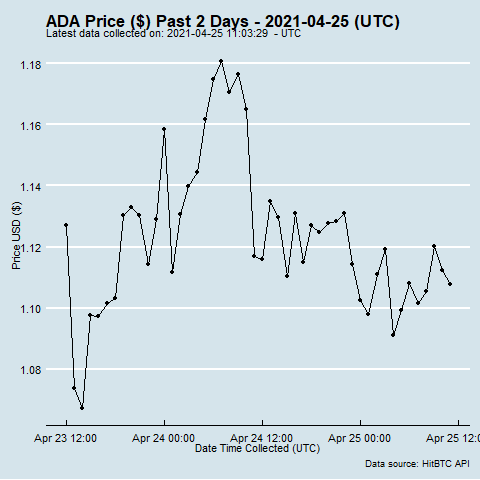 ADA Price ($) Past 2 Days - 2021-04-25 (UTC)
Latest data collected on: 2021-04-25 11:03:29 - UTC
1.18
1.16
1.14
1.12
1.10
1.08
Price USD ($)
Apr 23 12:00 Apr 24 00:00 Apr 24 12:00 Apr 25 00:00 Apr 25 12:00
Date Time Collected (UTC)
Data source: HitBTC API